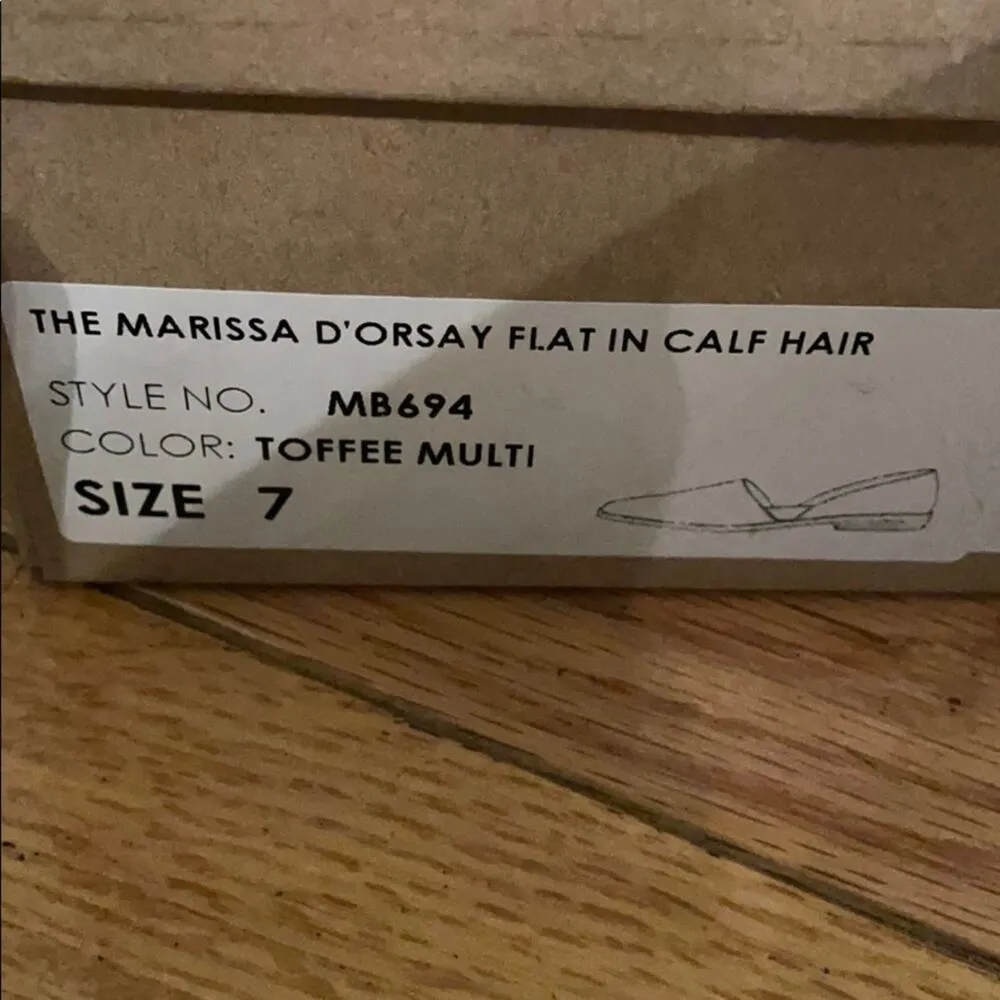 THE MARISSA D'ORSAY FLAT IN CALF HAIR
STYLE NO. MB694
COLOR: TOFFEE MULTI
SIZE 7